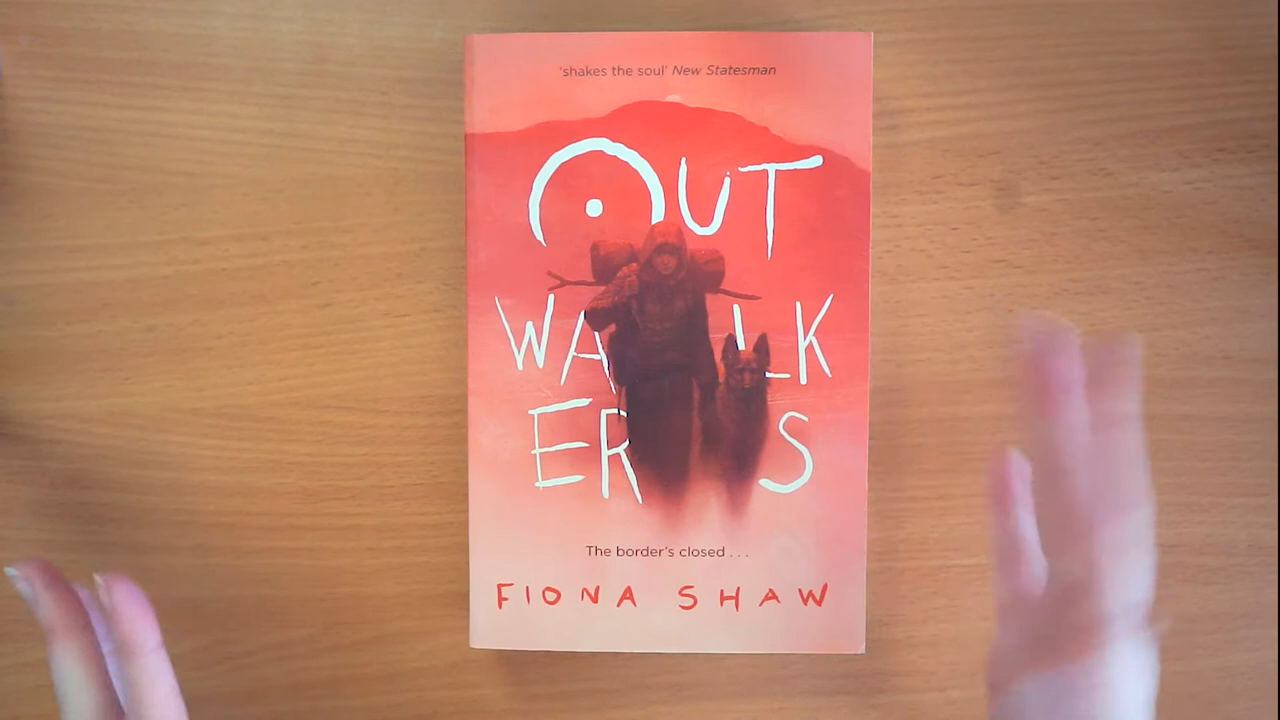 'shakes the soul' New Statesman
OUT
WALK
ERS
The border's closed . . .
FIONA SHAW